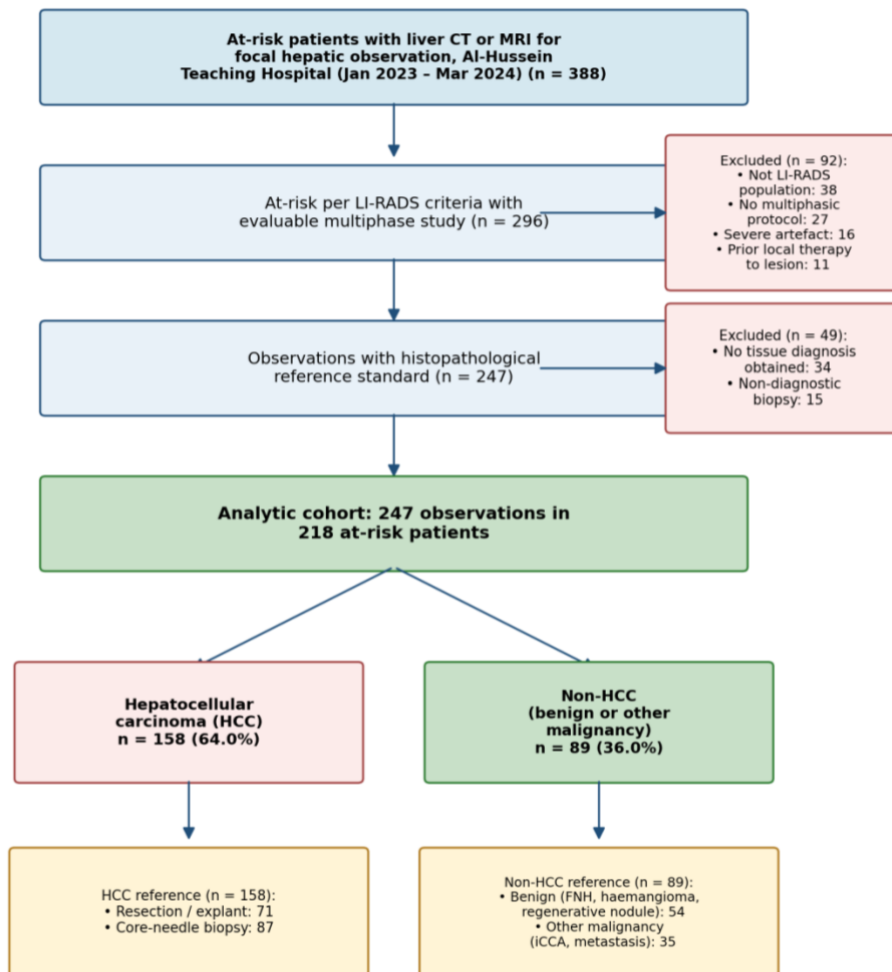 At-risk patients with liver CT or MRI for
focal hepatic observation, Al-Hussein
Teaching Hospital (Jan 2023 – Mar 2024) (n = 388)
At-risk per LI-RADS criteria with
evaluable multiphase study (n = 296)
Excluded (n = 92):
• Not LI-RADS
population: 38
• No multiphasic
protocol: 27
• Severe artefact: 16
• Prior local therapy
to lesion: 11
Observations with histopathological
reference standard (n = 247)
Excluded (n = 49):
• No tissue diagnosis
obtained: 34
• Non-diagnostic
biopsy: 15
Analytic cohort: 247 observations in
218 at-risk patients
Hepatocellular
carcinoma (HCC)
n = 158 (64.0%)
Non-HCC
(benign or other
malignancy)
n = 89 (36.0%)
HCC reference (n = 158):
• Resection / explant: 71
• Core-needle biopsy: 87
Non-HCC reference (n = 89):
• Benign (FNH, haemangioma,
regenerative nodule): 54
• Other malignancy
(iCCA, metastasis): 35